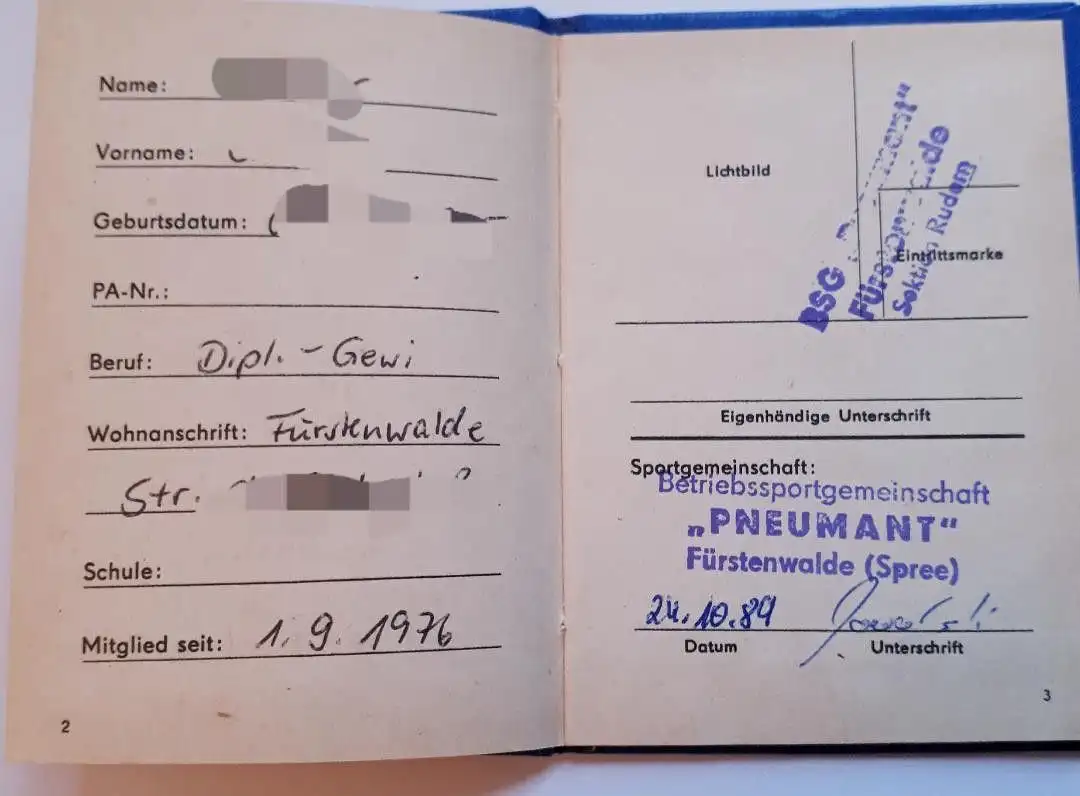 Name:
Vorname:
Geburtsdatum:
PA-Nr.:
Beruf: Dipl.-Gewi
Wohnanschrift: Fürstenwalde
Str.
Schule:
Mitglied seit: 1. 9. 1976
2
Lichtbild
BSG
Sektion Rudern
Eintrittsmarke
Eigenhändige Unterschrift
Sportgemeinschaft:
Betriebssportgemeinschaft
„PNEUMANT“
Fürstenwalde (Spree)
24.10.89
Datum Unterschrift
3